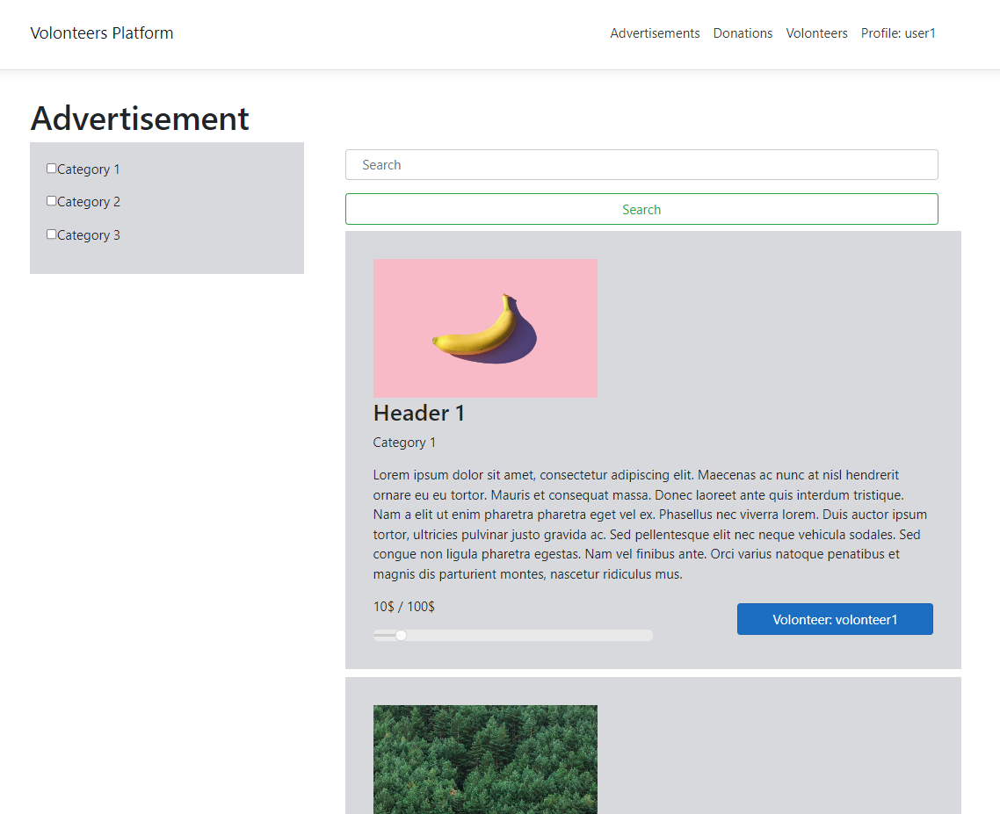 Volonteers Platform
Advertisements Donations Volonteers Profile: user1
Advertisement
Category 1
Category 2
Category 3
Search
Search
Header 1
Category 1
Lorem ipsum dolor sit amet, consectetur adipiscing elit. Maecenas ac nunc at nisl hendrerit
ornare eu eu tortor. Mauris et consequat massa. Donec laoreet ante quis interdum tristique.
Nam a elit ut enim pharetra pharetra eget vel ex. Phasellus nec viverra lorem. Duis auctor ipsum
tortor, ultricies pulvinar justo gravida ac. Sed pellentesque elit nec neque vehicula sodales. Sed
congue non ligula pharetra egestas. Nam vel finibus ante. Orci varius natoque penatibus et
magnis dis parturient montes, nascetur ridiculus mus.
10$ / 100$
Volonteer: volonteer1